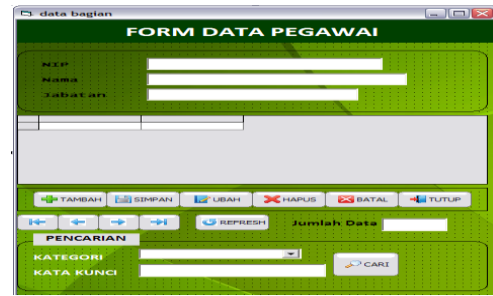 data bagian
FORM DATA PEGAWAI
NIP
Nama
Jabatan
TAMBAH SIMPAN UBAH HAPUS BATAL TUTUP
REFRESH Jumlah Data
PENCARIAN
KATEGORI
KATA KUNCI CARI